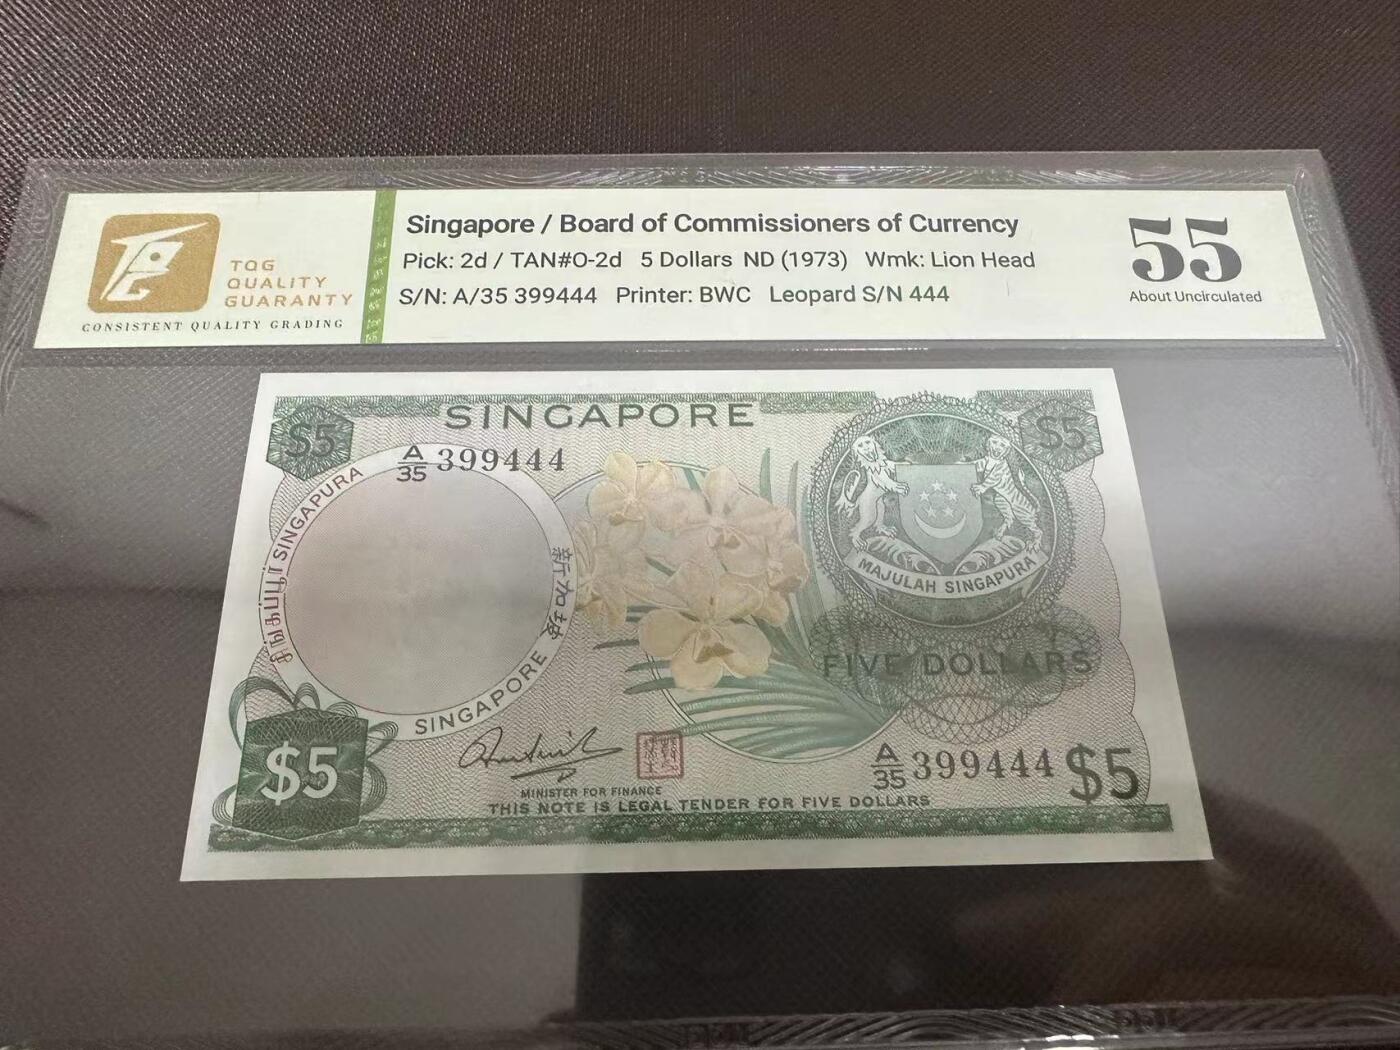 TQG
QUALITY
GUARANTY
CONSISTENT QUALITY GRADING
Singapore / Board of Commissioners of Currency
Pick: 2d / TAN#O-2d 5 Dollars ND (1973) Wmk: Lion Head
S/N: A/35 399444 Printer: BWC Leopard S/N 444
55
About Uncirculated
SINGAPORE
$5
$5
A/35 399444
சிங்கப்பூர் SINGAPURA
新加坡
SINGAPORE
MAJULAH SINGAPURA
FIVE DOLLARS
$5
MINISTER FOR FINANCE
THIS NOTE IS LEGAL TENDER FOR FIVE DOLLARS
A/35 399444 $5